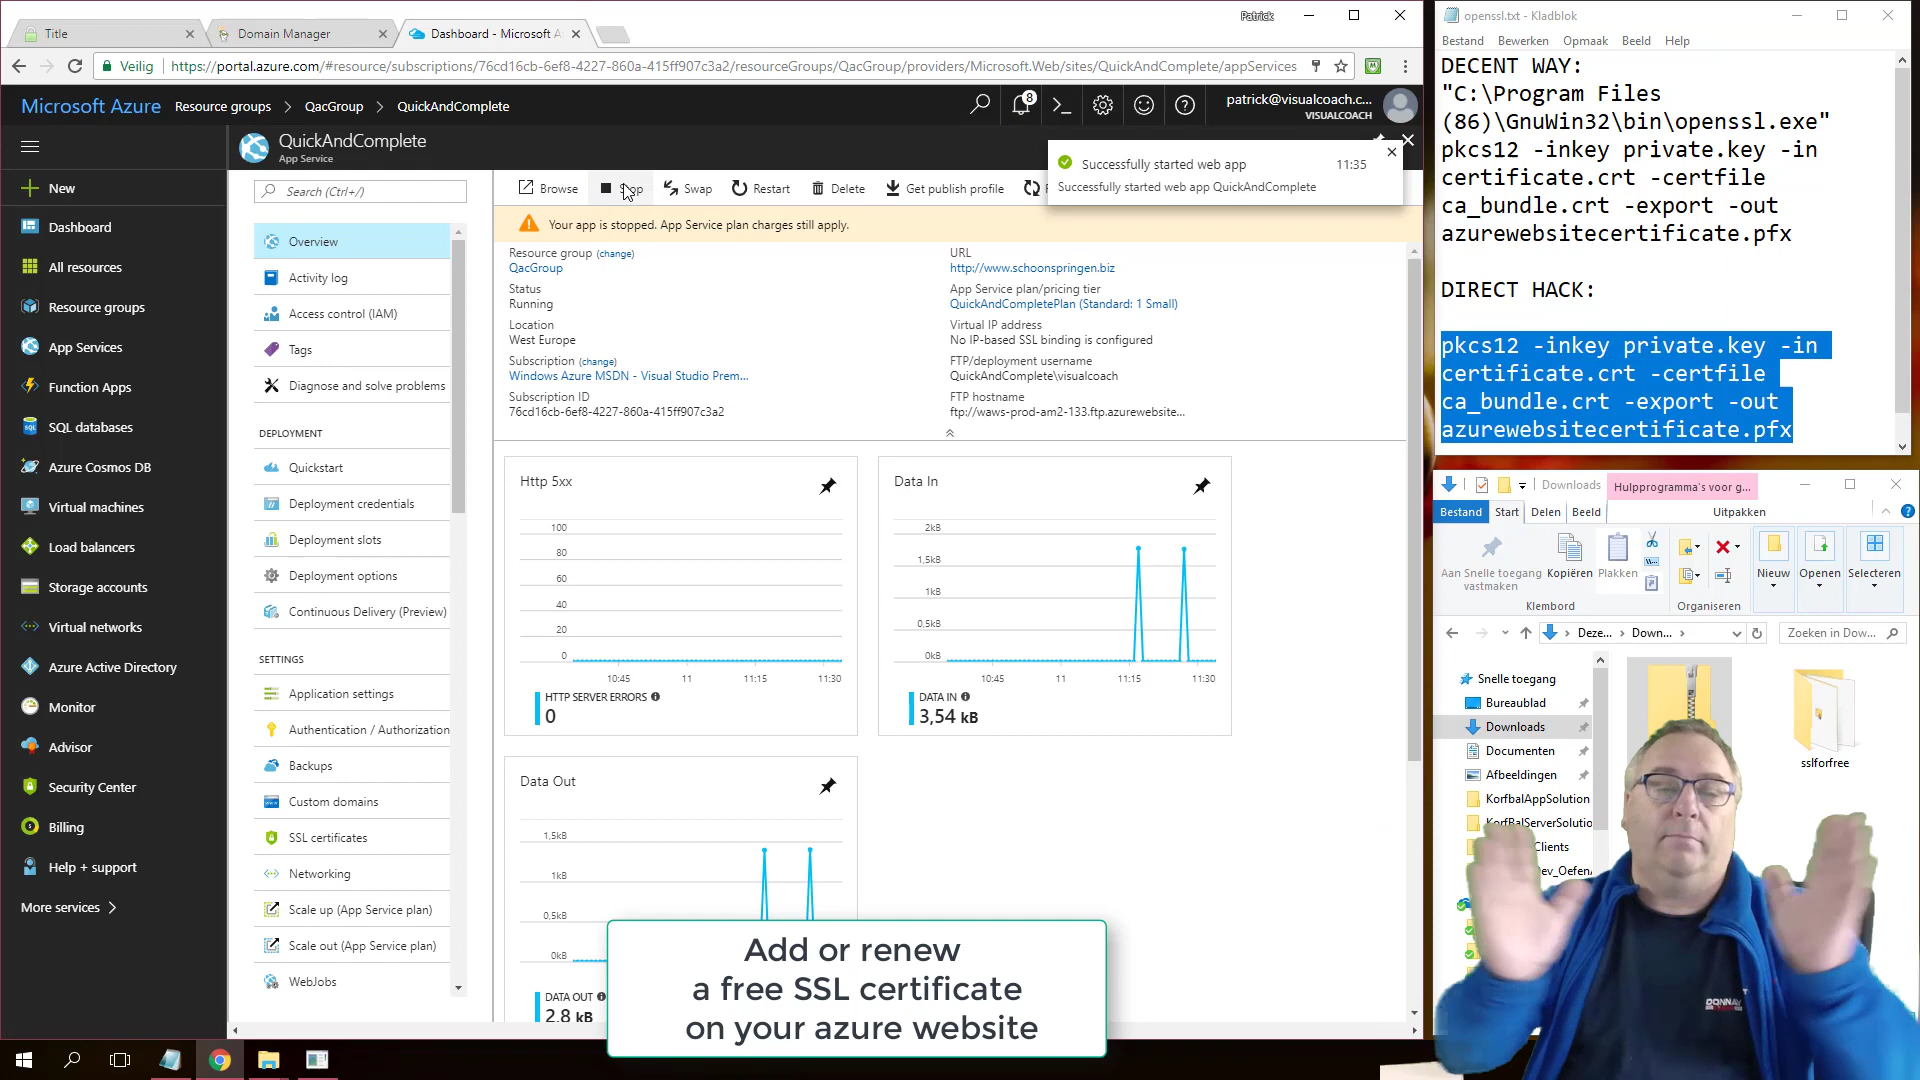 Patrick
Title
Domain Manager
Dashboard - Microsoft A
Veilig
https://portal.azure.com/#resource/subscriptions/76cd16cb-6ef8-4227-860a-415ff907c3a2/resourceGroups/QacGroup/providers/Microsoft.Web/sites/QuickAndComplete/appServices
Microsoft Azure
Resource groups > QacGroup > QuickAndComplete
8
patrick@visualcoach.c...
VISUALCOACH
New
Dashboard
All resources
Resource groups
App Services
Function Apps
SQL databases
Azure Cosmos DB
Virtual machines
Load balancers
Storage accounts
Virtual networks
Azure Active Directory
Monitor
Advisor
Security Center
Billing
Help + support
More services >
QuickAndComplete
App Service
Search (Ctrl+/)
Overview
Activity log
Access control (IAM)
Tags
Diagnose and solve problems
DEPLOYMENT
Quickstart
Deployment credentials
Deployment slots
Deployment options
Continuous Delivery (Preview)
SETTINGS
Application settings
Authentication / Authorization
Backups
Custom domains
SSL certificates
Networking
Scale up (App Service plan)
Scale out (App Service plan)
WebJobs
Browse
Stop
Swap
Restart
Delete
Get publish profile
Successfully started web app 11:35
Successfully started web app QuickAndComplete
Your app is stopped. App Service plan charges still apply.
Resource group (change)
QacGroup
Status
Running
Location
West Europe
Subscription (change)
Windows Azure MSDN - Visual Studio Prem...
Subscription ID
76cd16cb-6ef8-4227-860a-415ff907c3a2
URL
http://www.schoonspringen.biz
App Service plan/pricing tier
QuickAndCompletePlan (Standard: 1 Small)
Virtual IP address
No IP-based SSL binding is configured
FTP/deployment username
QuickAndComplete\visualcoach
FTP hostname
ftp://waws-prod-am2-133.ftp.azurewebsite...
Http 5xx
100
80
60
40
20
0
10:45 11 11:15 11:30
HTTP SERVER ERRORS
0
Data In
2kB
1,5kB
1kB
0,5kB
0kB
10:45 11 11:15 11:30
DATA IN
3,54 kB
Data Out
1,5kB
1kB
0,5kB
0kB
DATA OUT
2,8 kB
Add or renew
a free SSL certificate
on your azure website
openssl.txt - Kladblok
Bestand Bewerken Opmaak Beeld Help
DECENT WAY:
"C:\Program Files
(86)\GnuWin32\bin\openssl.exe"
pkcs12 -inkey private.key -in
certificate.crt -certfile
ca_bundle.crt -export -out
azurewebsitecertificate.pfx
DIRECT HACK:
pkcs12 -inkey private.key -in
certificate.crt -certfile
ca_bundle.crt -export -out
azurewebsitecertificate.pfx
Downloads
Hulpprogramma's voor g...
Bestand Start Delen Beeld Uitpakken
Aan Snelle toegang
vastmaken
Kopiëren
Plakken
Nieuw
Openen
Selecteren
Klembord
Organiseren
Deze... > Down... >
Zoeken in Dow...
Snelle toegang
Bureaublad
Downloads
Documenten
Afbeeldingen
KorfbalAppSolution
KorfBalServerSolutio
Clients
sslforfree
DONNAY